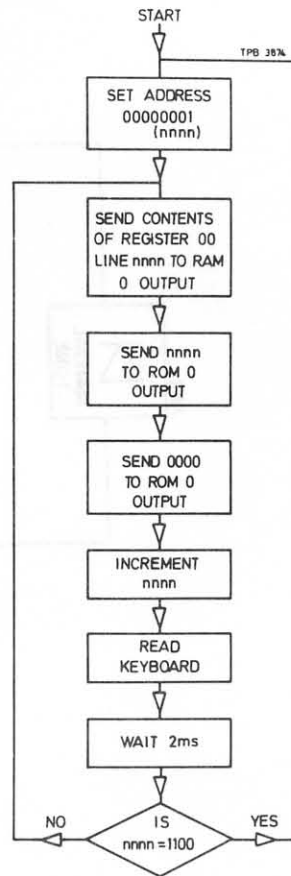 START
TPB 3874
SET ADDRESS
00000001
(nnnn)
SEND CONTENTS
OF REGISTER 00
LINE nnnn TO RAM
0 OUTPUT
SEND nnnn
TO ROM 0
OUTPUT
SEND 0000
TO ROM 0
OUTPUT
INCREMENT
nnnn
READ
KEYBOARD
WAIT 2ms
NO
IS
YES
nnnn = 1100